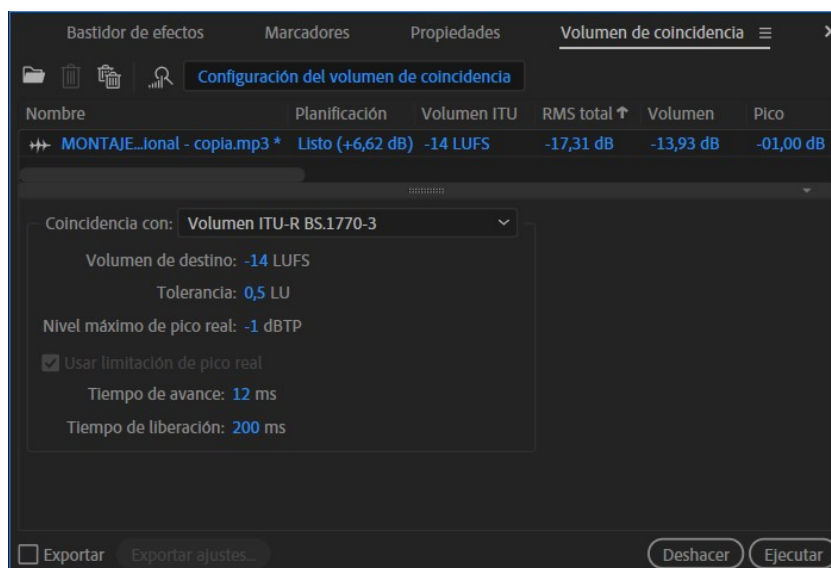 Bastidor de efectos Marcadores Propiedades Volumen de coincidencia
Configuración del volumen de coincidencia
Nombre Planificación Volumen ITU RMS total Volumen Pico
MONTAJE...ional - copia.mp3 * Listo (+6,62 dB) -14 LUFS -17,31 dB -13,93 dB -01,00 dB
Coincidencia con: Volumen ITU-R BS.1770-3
Volumen de destino: -14 LUFS
Tolerancia: 0,5 LU
Nivel máximo de pico real: -1 dBTP
Usar limitación de pico real
Tiempo de avance: 12 ms
Tiempo de liberación: 200 ms
Exportar Exportar ajustes... Deshacer Ejecutar